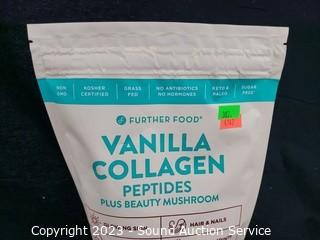 NON GMO
KOSHER CERTIFIED
GRASS FED
NO ANTIBIOTICS NO HORMONES
KETO & PALEO
SUGAR FREE
FURTHER FOOD®
VANILLA
COLLAGEN
PEPTIDES
PLUS BEAUTY MUSHROOM
HAIR & NAILS
Copyright 2023 - Sound Auction Service